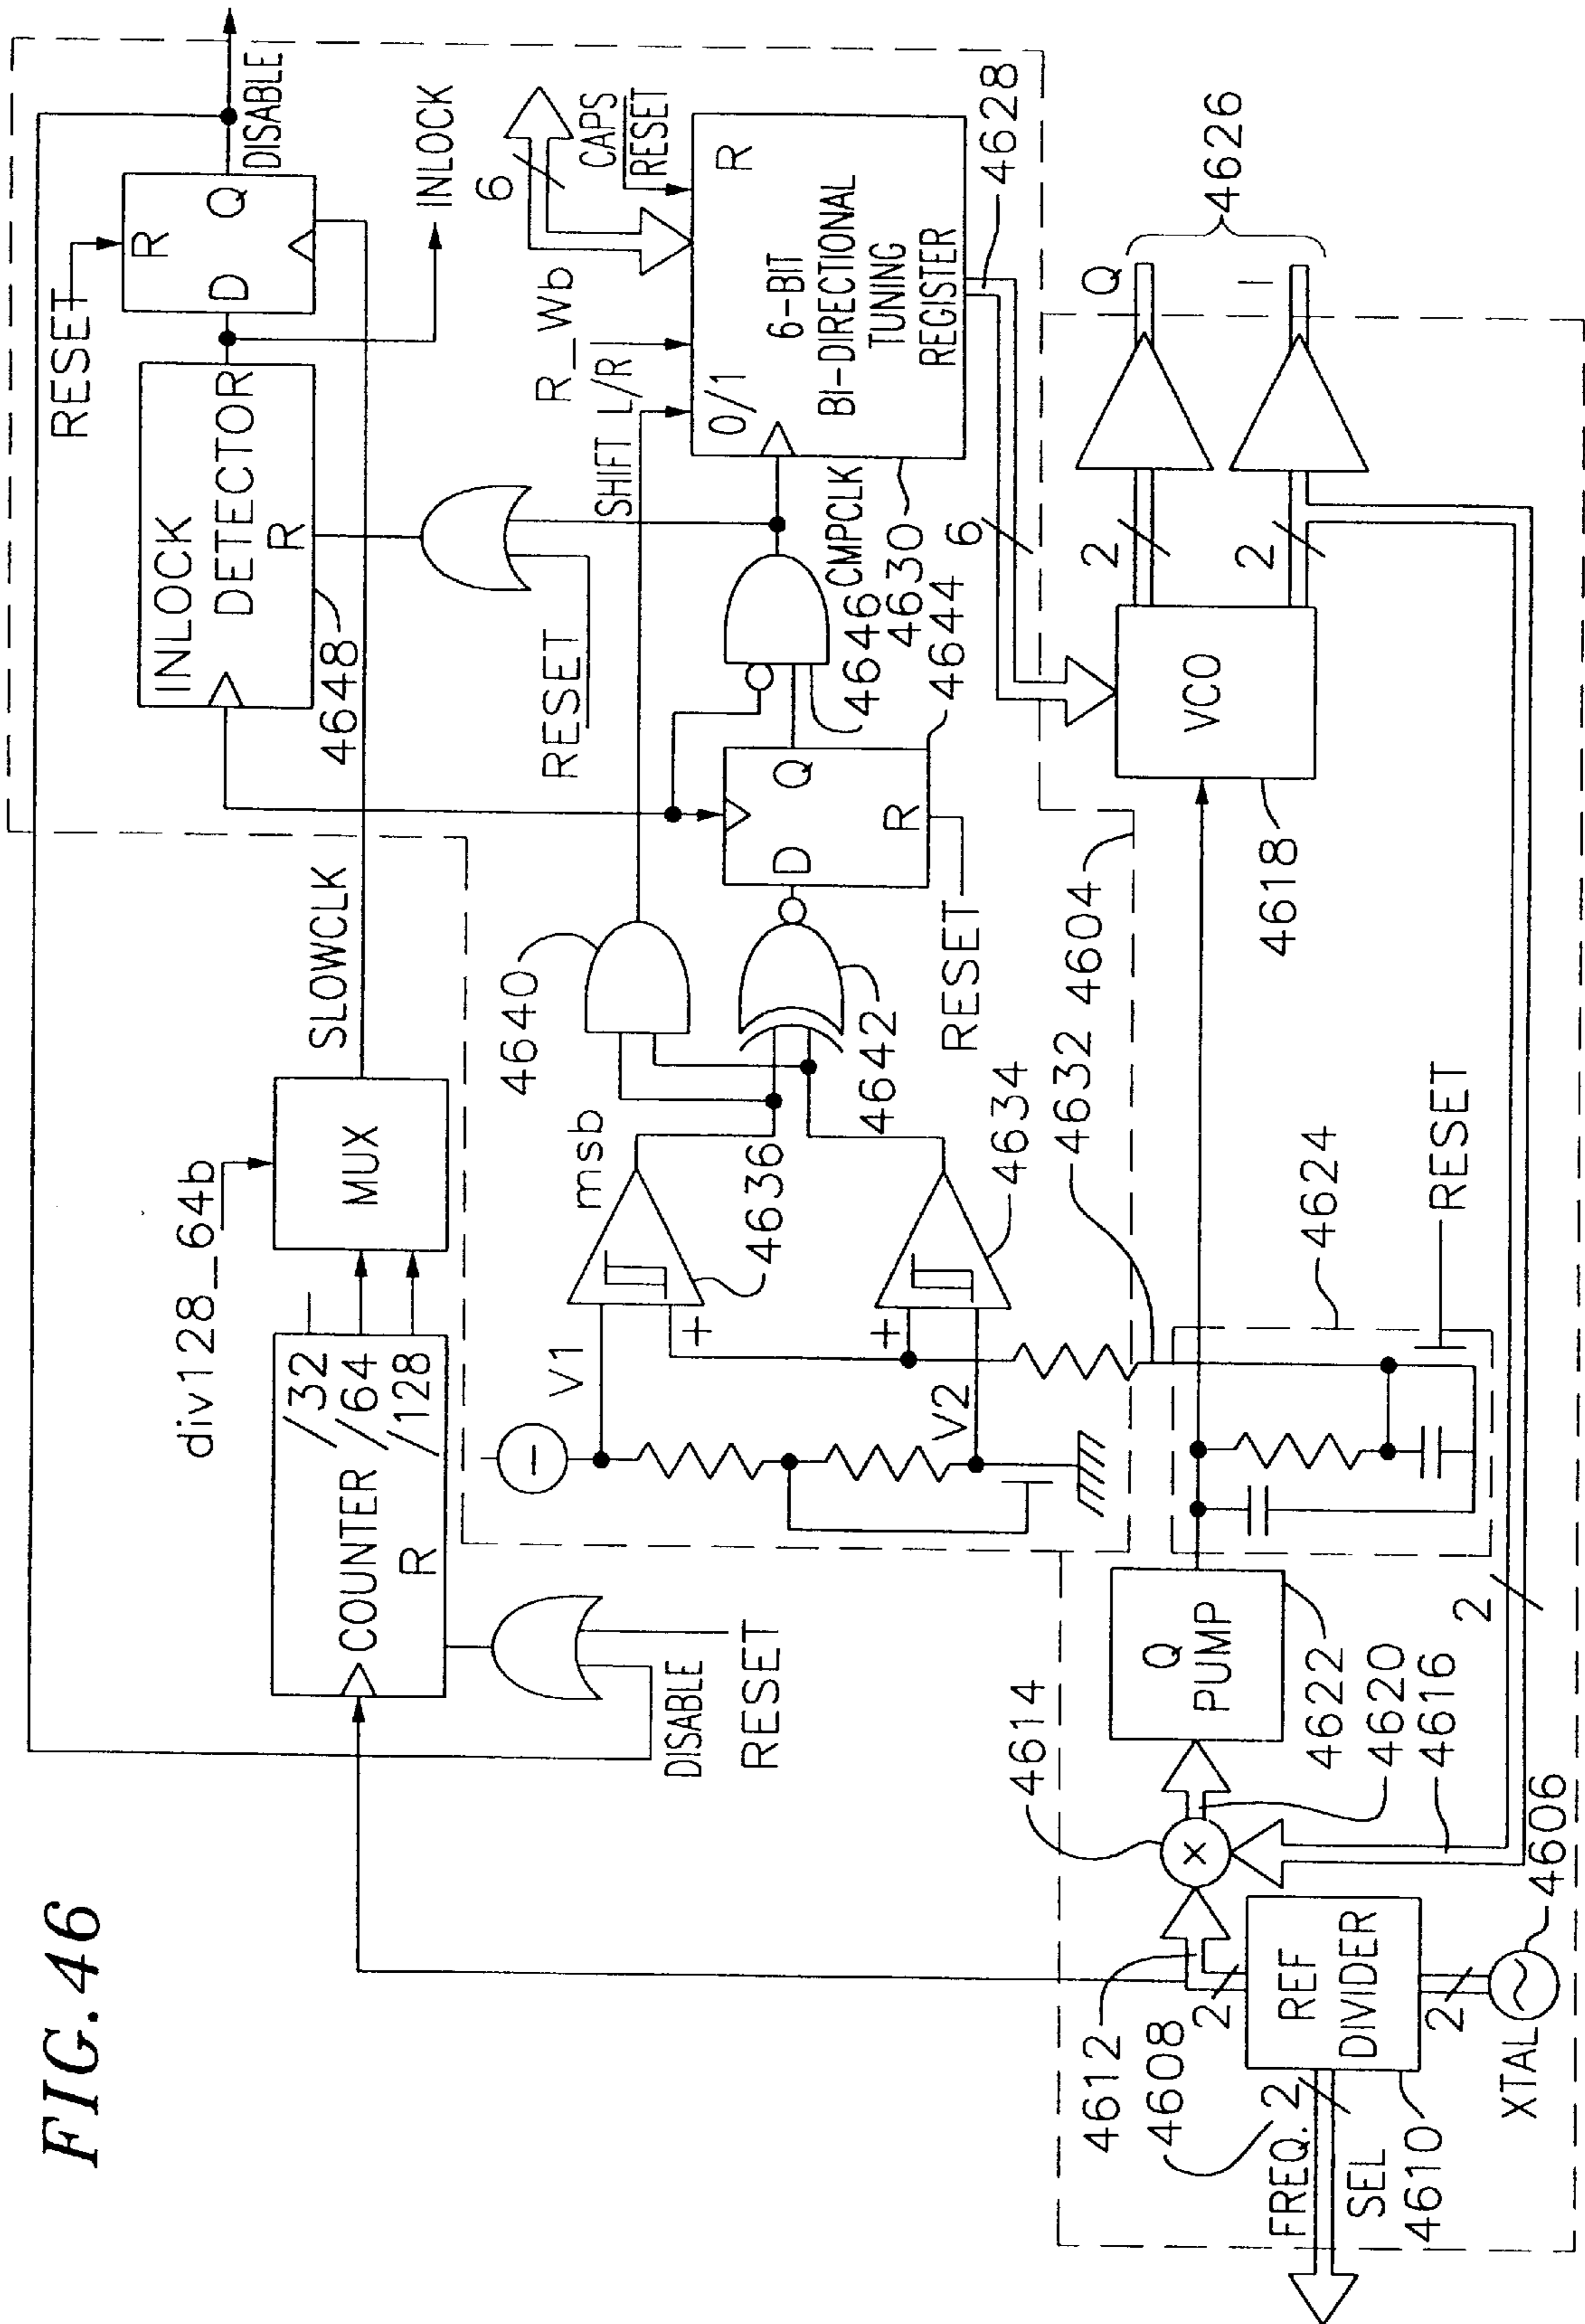 FIG.46
RESET
R
D
Q
DISABLE
INLOCK
DETECTOR
R
4648
INLOCK
SLOWCLK
div128_64b
MUX
COUNTER
/32
/64
/128
R
DISABLE
RESET
RESET
6
CAPS
RESET
R_Wb
SHIFT L/R
0/1
R
6-BIT
BI-DIRECTIONAL
TUNING
REGISTER
CMPCLK
4646
4630
4644
4628
6
4640
D
Q
R
RESET
4642
msb
4636
V1
+
+
V2
4634
4632
4604
4624
RESET
VCO
4618
2
2
Q
I
4626
2
Q
PUMP
4622
4620
4616
4614
x
4612
4608
2
REF
DIVIDER
2
FREQ.
SEL
2
4610
XTAL
4606